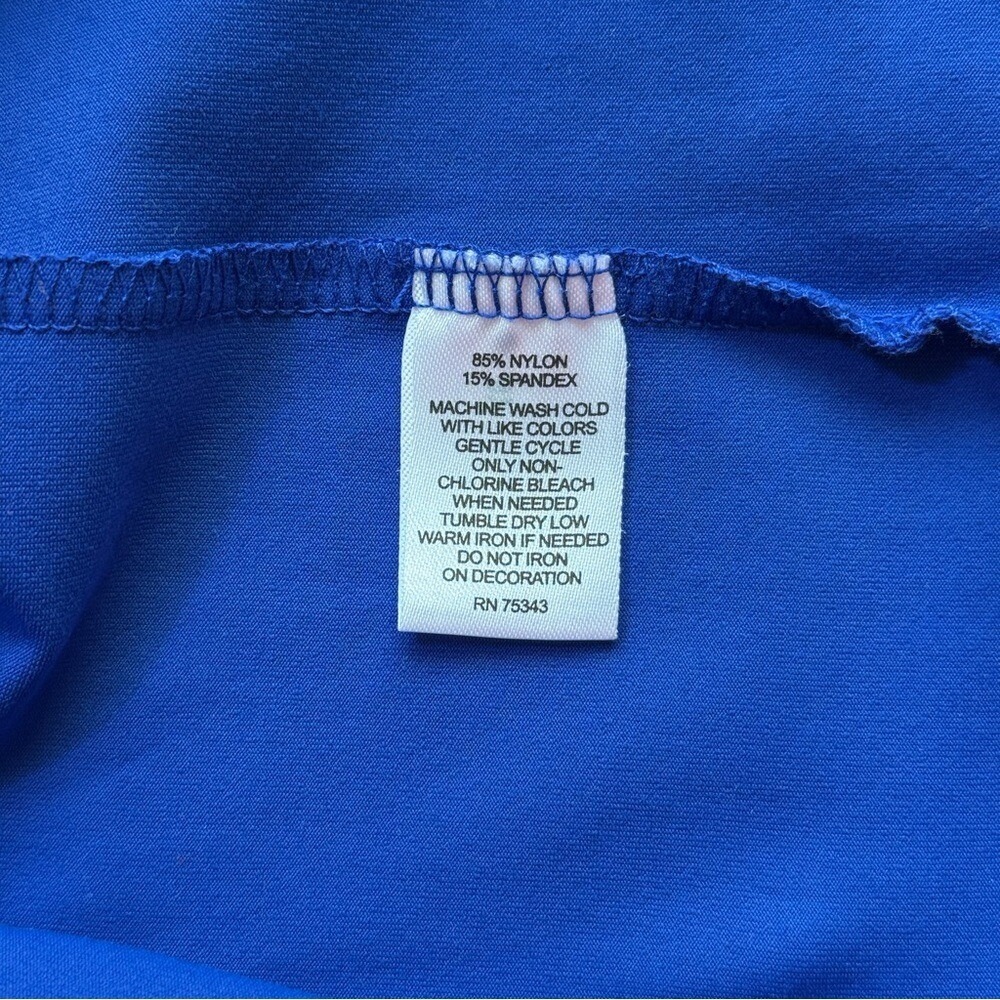 85% NYLON
15% SPANDEX
MACHINE WASH COLD
WITH LIKE COLORS
GENTLE CYCLE
ONLY NON-
CHLORINE BLEACH
WHEN NEEDED
TUMBLE DRY LOW
WARM IRON IF NEEDED
DO NOT IRON
ON DECORATION
RN 75343